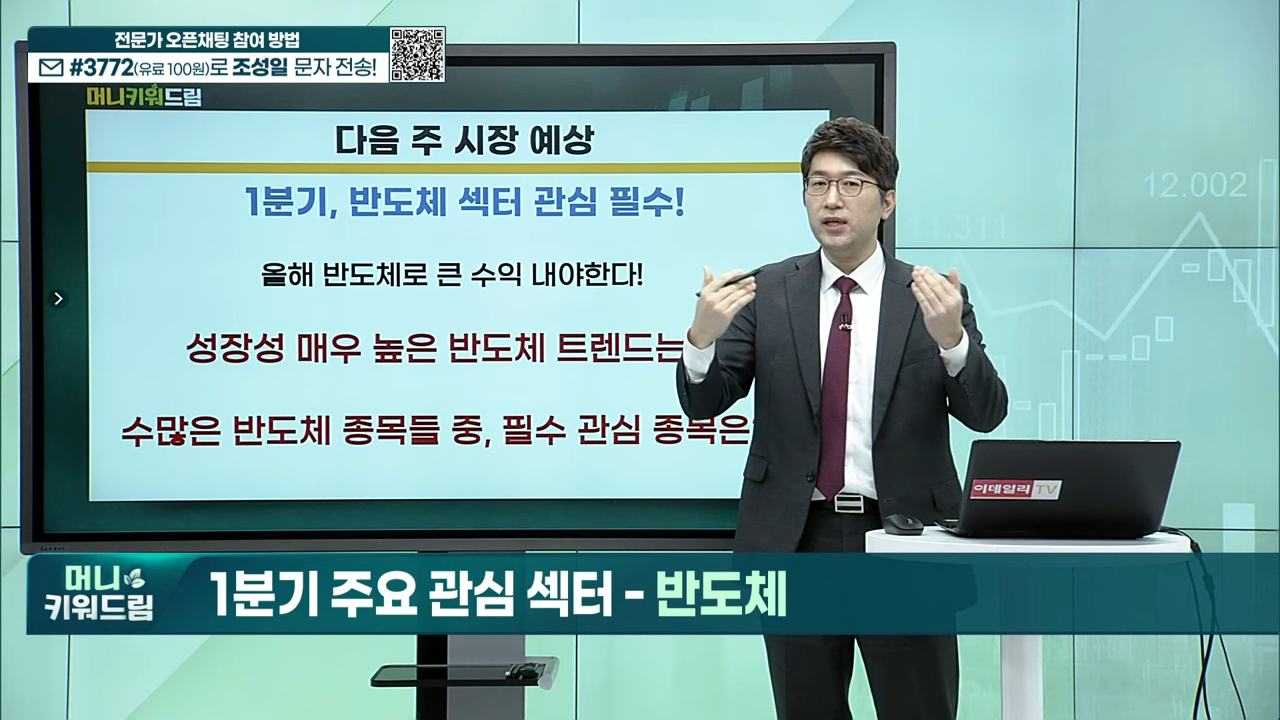 전문가 오픈채팅 참여 방법
#3772(유료 100원)로 조성일 문자 전송!
머니키워드림
다음 주 시장 예상
1분기, 반도체 섹터 관심 필수!
올해 반도체로 큰 수익 내야한다!
성장성 매우 높은 반도체 트렌드는
수많은 반도체 종목들 중, 필수 관심 종목은
12.002
11.311
이데일리TV
머니
키워드림
1분기 주요 관심 섹터 - 반도체